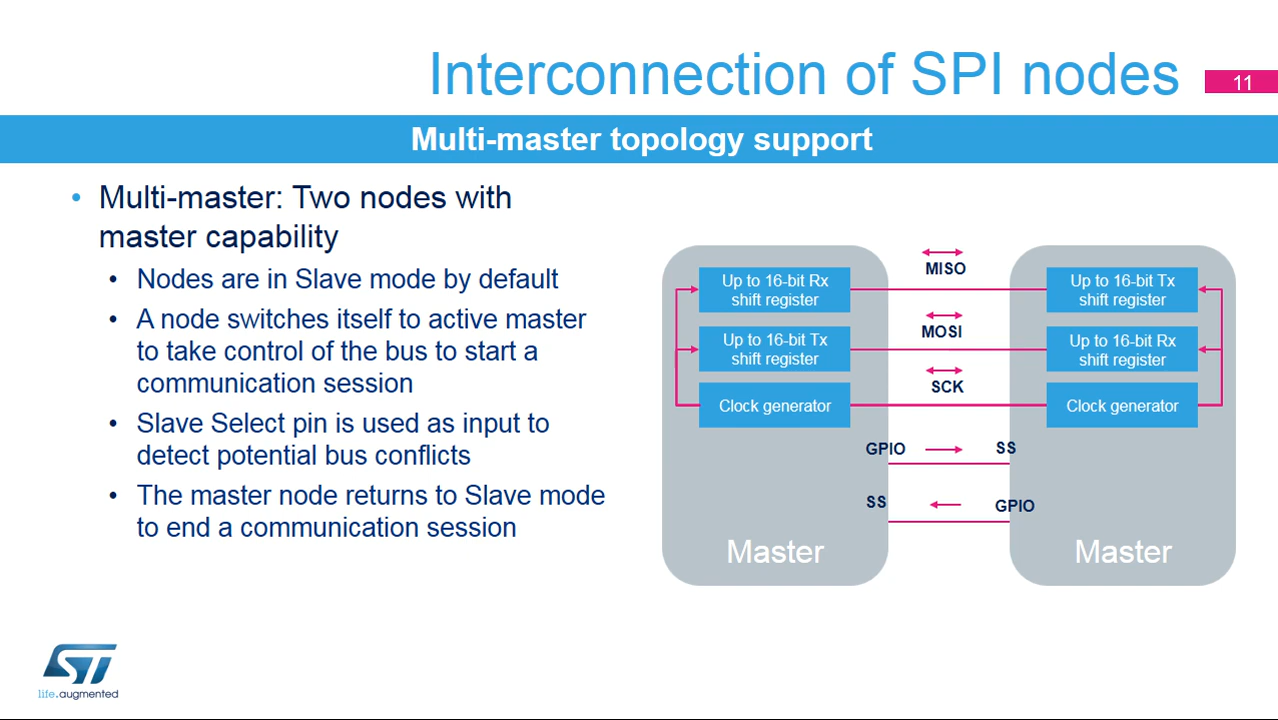 Interconnection of SPI nodes
11
Multi-master topology support
• Multi-master: Two nodes with
master capability
• Nodes are in Slave mode by default
• A node switches itself to active master
to take control of the bus to start a
communication session
• Slave Select pin is used as input to
detect potential bus conflicts
• The master node returns to Slave mode
to end a communication session
Up to 16-bit Rx
shift register
Up to 16-bit Tx
shift register
Clock generator
Master
MISO
MOSI
SCK
GPIO
SS
SS
GPIO
Up to 16-bit Tx
shift register
Up to 16-bit Rx
shift register
Clock generator
Master
ST
life.augmented